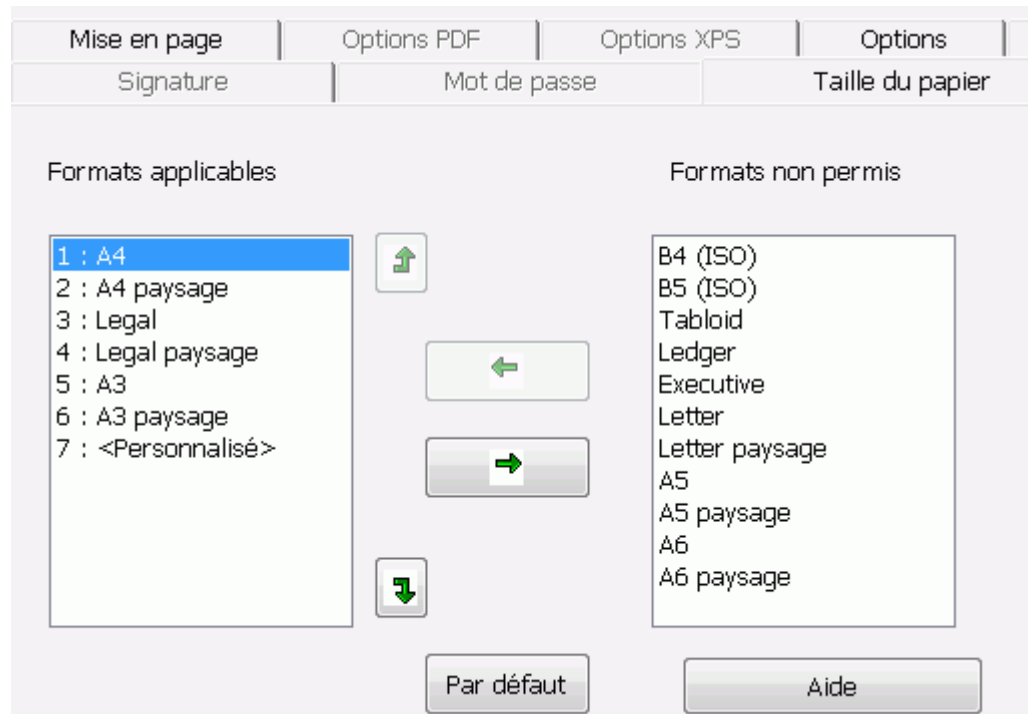 Mise en page
Options PDF
Options XPS
Options
Signature
Mot de passe
Taille du papier
Formats applicables
Formats non permis
1 : A4
2 : A4 paysage
3 : Legal
4 : Legal paysage
5 : A3
6 : A3 paysage
7 : <Personnalisé>
B4 (ISO)
B5 (ISO)
Tabloid
Ledger
Executive
Letter
Letter paysage
A5
A5 paysage
A6
A6 paysage
Par défaut
Aide